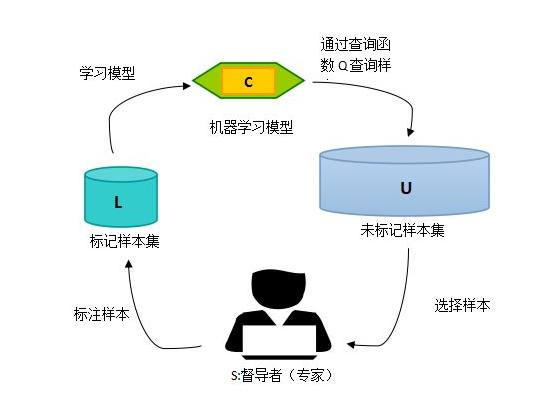 通过查询函
数Q查询样
学习模型
C
机器学习模型
L
U
标记样本集
未标记样本集
标注样本
选择样本
S:督导者（专家）